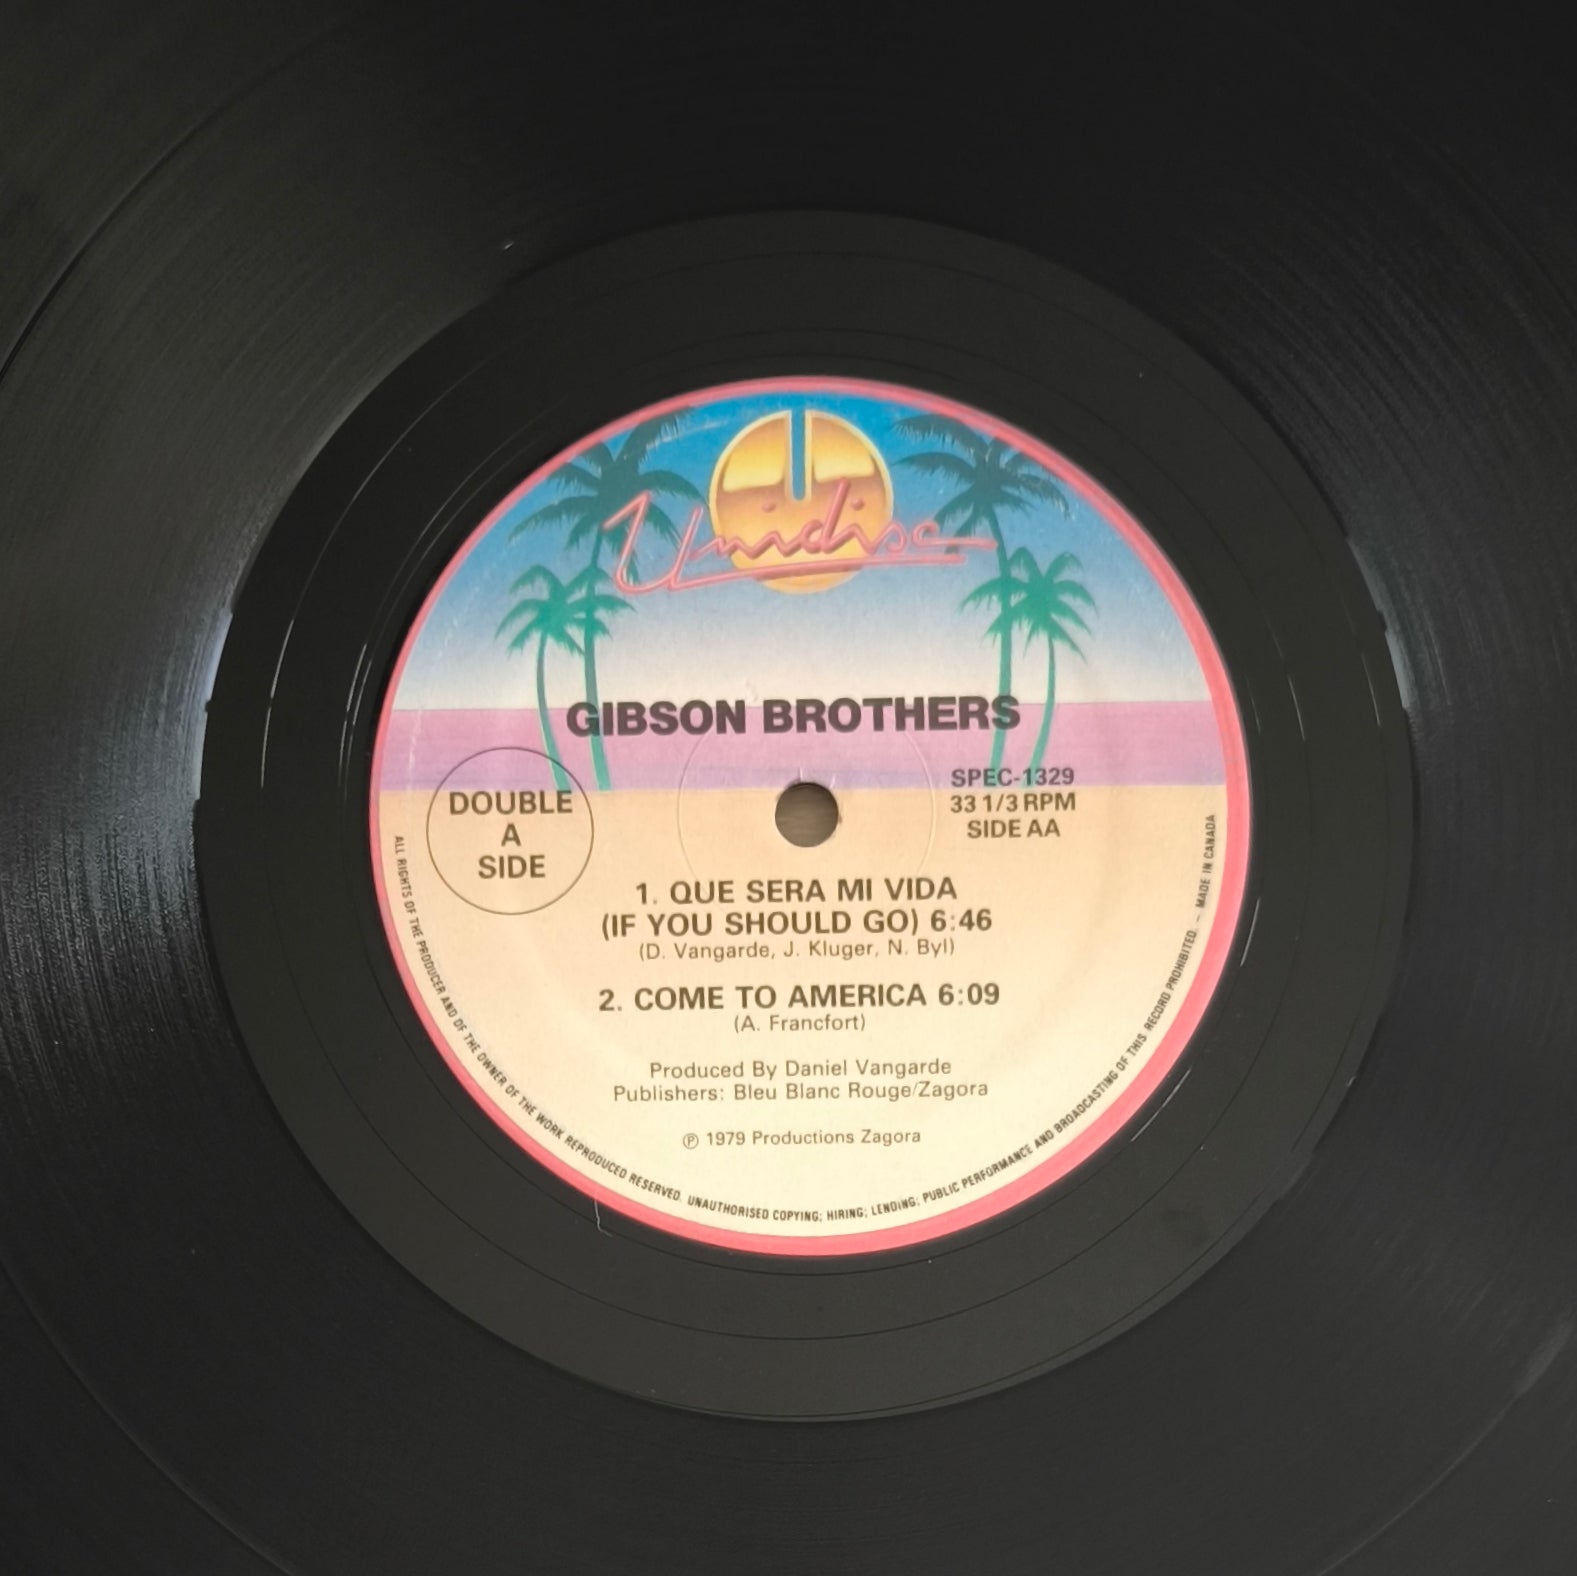 Unidisc
GIBSON BROTHERS
DOUBLE
A
SIDE
SPEC-1329
33 1/3 RPM
SIDE AA
1. QUE SERA MI VIDA
(IF YOU SHOULD GO) 6:46
(D. Vangarde, J. Kluger, N. Byl)
2. COME TO AMERICA 6:09
(A. Francfort)
Produced By Daniel Vangarde
Publishers: Bleu Blanc Rouge/Zagora
℗ 1979 Productions Zagora
ALL RIGHTS OF THE PRODUCER AND OF THE OWNER OF THE WORK REPRODUCED RESERVED. UNAUTHORISED COPYING; HIRING; LENDING; PUBLIC PERFORMANCE AND BROADCASTING OF THIS RECORD PROHIBITED. – MADE IN CANADA